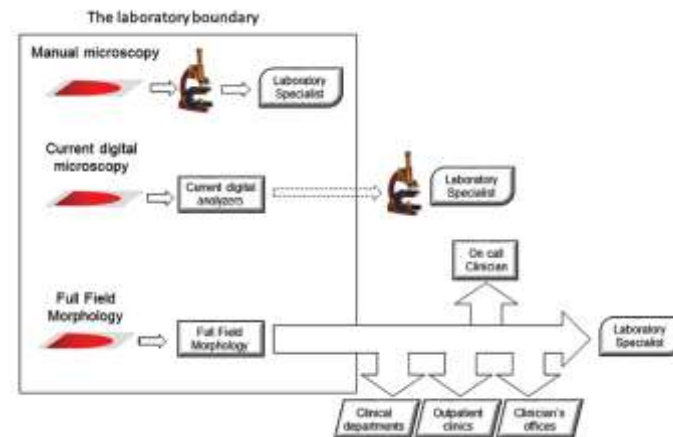 The laboratory boundary
Manual microscopy
Laboratory
Specialist
Current digital
microscopy
Current digital
analyzers
Laboratory
Specialist
On call
Clinician
Full Field
Morphology
Full Field
Morphology
Laboratory
Specialist
Clinical
departments
Outpatient
clinics
Clinician's
offices